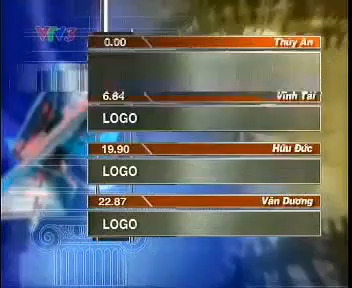 VTV3
0.00 Thúy An
6.84 Vĩnh Tài
LOGO
19.90 Hữu Đức
LOGO
22.87 Văn Dương
LOGO